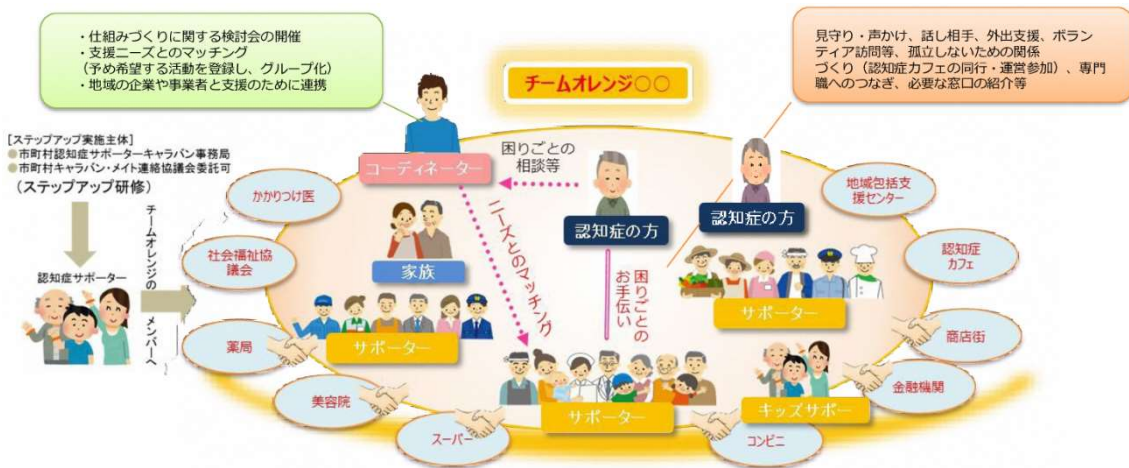 ・仕組みづくりに関する検討会の開催
・支援ニーズとのマッチング
(予め希望する活動を登録し、グループ化)
・地域の企業や事業者と支援のために連携
チームオレンジ〇〇
見守り・声かけ、話し相手、外出支援、ボラン
ティア訪問等、孤立しないための関係
づくり(認知症カフェの同行・運営参加)、専門
職へのつなぎ、必要な窓口の紹介等
[ステップアップ実施主体]
●市町村認知症サポーターキャラバン事務局
●市町村キャラバン・メイト連絡協議会委託可
(ステップアップ研修)
認知症サポーター
チームオレンジの
メンバーへ
コーディネーター
困りごとの
相談等
認知症の方
認知症の方
家族
ニーズとのマッチング
困りごとの
お手伝い
サポーター
サポーター
サポーター
キッズサポー
かかりつけ医
社会福祉協
議会
薬局
美容院
スーパー
コンビニ
金融機関
商店街
認知症
カフェ
地域包括支
援センター